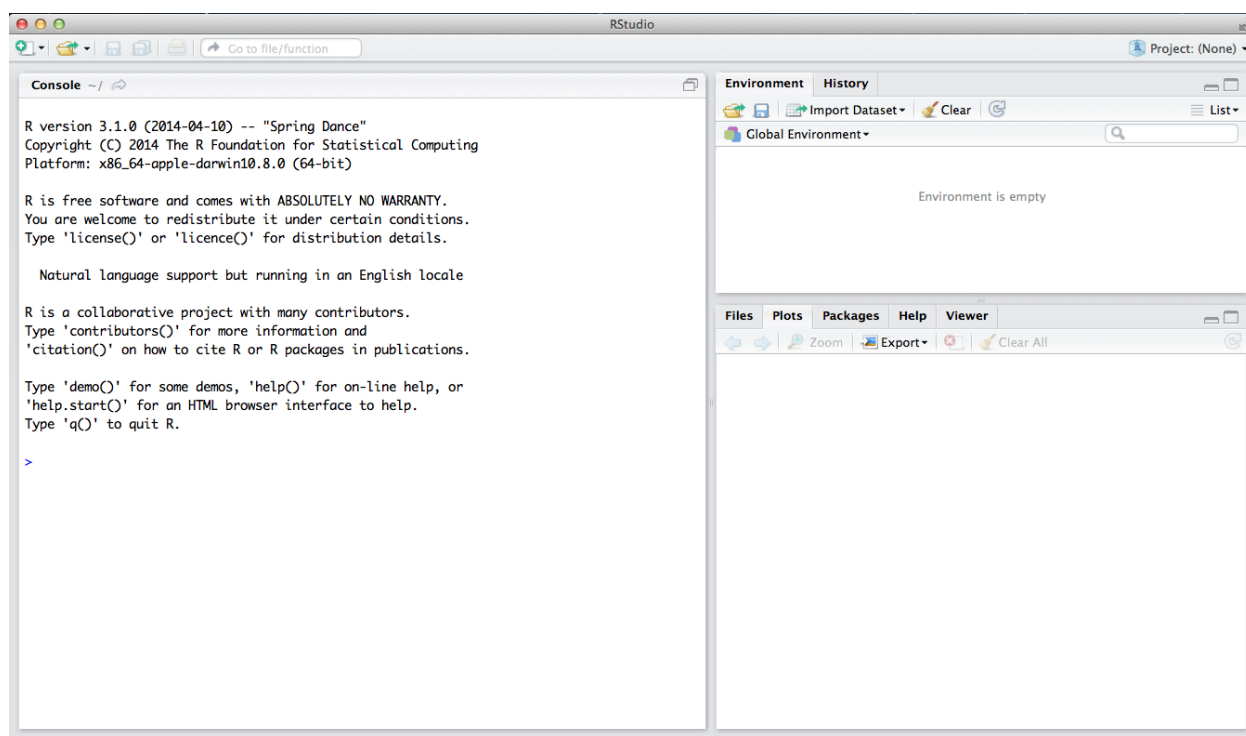 RStudio
Go to file/function
Project: (None)
Console ~/
R version 3.1.0 (2014-04-10) -- "Spring Dance"
Copyright (C) 2014 The R Foundation for Statistical Computing
Platform: x86_64-apple-darwin10.8.0 (64-bit)
R is free software and comes with ABSOLUTELY NO WARRANTY.
You are welcome to redistribute it under certain conditions.
Type 'license()' or 'licence()' for distribution details.
Natural language support but running in an English locale
R is a collaborative project with many contributors.
Type 'contributors()' for more information and
'citation()' on how to cite R or R packages in publications.
Type 'demo()' for some demos, 'help()' for on-line help, or
'help.start()' for an HTML browser interface to help.
Type 'q()' to quit R.
>
Environment History
Import Dataset Clear List
Global Environment
Environment is empty
Files Plots Packages Help Viewer
Zoom Export Clear All